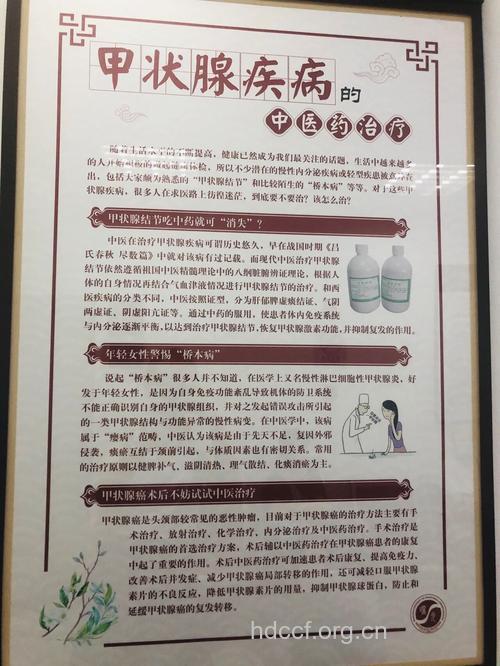 甲状腺疾病的
中医药治疗
随着生活水平的不断提高，健康已然成为我们最关注的话题，生活中越来越多
的人开始积极的做起健康体检，所以不少潜在的慢性内分泌疾病或轻型疾患被查
出，包括大家颇为熟悉的“甲状腺结节”和比较陌生的“桥本病”等等。对于这些甲
状腺疾病，很多人在求医路上彷徨迷茫，到底要不要治？该怎么治？
甲状腺结节吃中药就可“消失”？
中医在治疗甲状腺疾病可谓历史悠久，早在战国时期《吕
氏春秋 尽数篇》中就对该病有过记载。而现代中医治疗甲状腺
结节依然遵循祖国中医精髓理论中的八纲脏腑辨证理论，根据人
体的自身情况再结合气血津液情况进行甲状腺结节的治疗。和西
医疾病的分类不同，中医按照证型，分为肝郁脾虚痰结证、气阴
两虚证、阴虚阳亢证等。通过中药的服用，使患者体内免疫系统
与内分泌逐渐平衡，以达到治疗甲状腺结节，恢复甲状腺激素功能，并抑制复发的作用。
年轻女性警惕“桥本病”
说起“桥本病”很多人并不知道，在医学上又名慢性淋巴细胞性甲状腺炎，好
发于年轻女性，是因为自身免疫功能紊乱导致机体的防卫系统
不能正确识别自身的甲状腺组织，并对之发起错误攻击所引起
的一类甲状腺结构与功能异常的慢性病变。在中医学中，该病
属于“瘿病”范畴，中医认为该病是由于先天不足，复因外邪
侵袭，痰瘀互结于颈前引起，与体质因素也有密切关系。常用
的治疗原则以健脾补气、滋阴清热、理气散结、化痰消瘀为主。
甲状腺癌术后不妨试试中医治疗
甲状腺癌是头颈部较常见的恶性肿瘤，目前对于甲状腺癌的治疗方法主要有手
术治疗、放射治疗、化学治疗、内分泌治疗及中医药治疗。手术治疗是
甲状腺癌的首选治疗方案，术后辅以中医药治疗在甲状腺癌患者的康复
中起了重要的作用。术后中医药治疗可加速患者术后康复、提高免疫力、
改善术后并发症、减少甲状腺癌局部转移的作用，还可减轻口服甲状腺
素片的不良反应，降低甲状腺素片的用量，抑制甲状腺球蛋白，防止和
延缓甲状腺癌的复发转移。
hdccf.org.cn